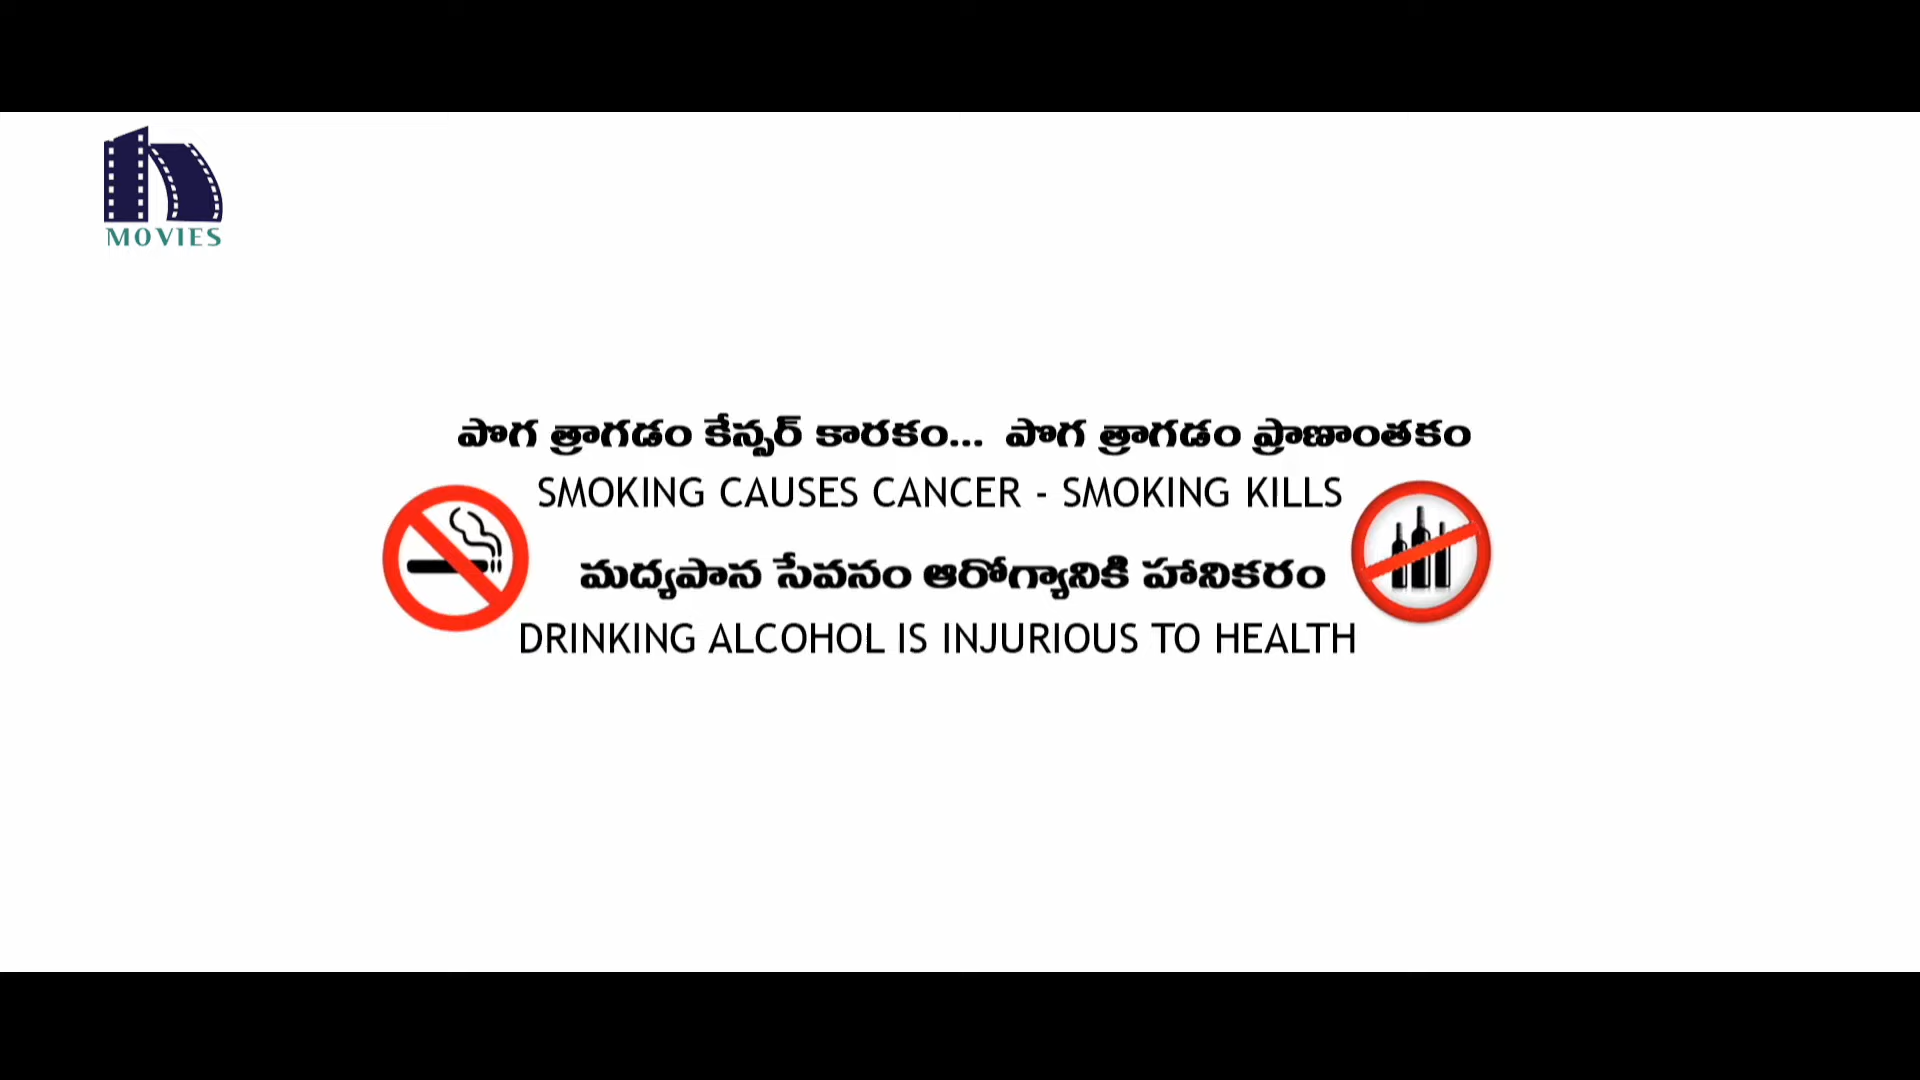 MOVIES
పొగ త్రాగడం కేన్సర్ కారకం... పొగ త్రాగడం ప్రాణాంతకం
SMOKING CAUSES CANCER - SMOKING KILLS
మద్యపాన సేవనం ఆరోగ్యానికి హానికరం
DRINKING ALCOHOL IS INJURIOUS TO HEALTH